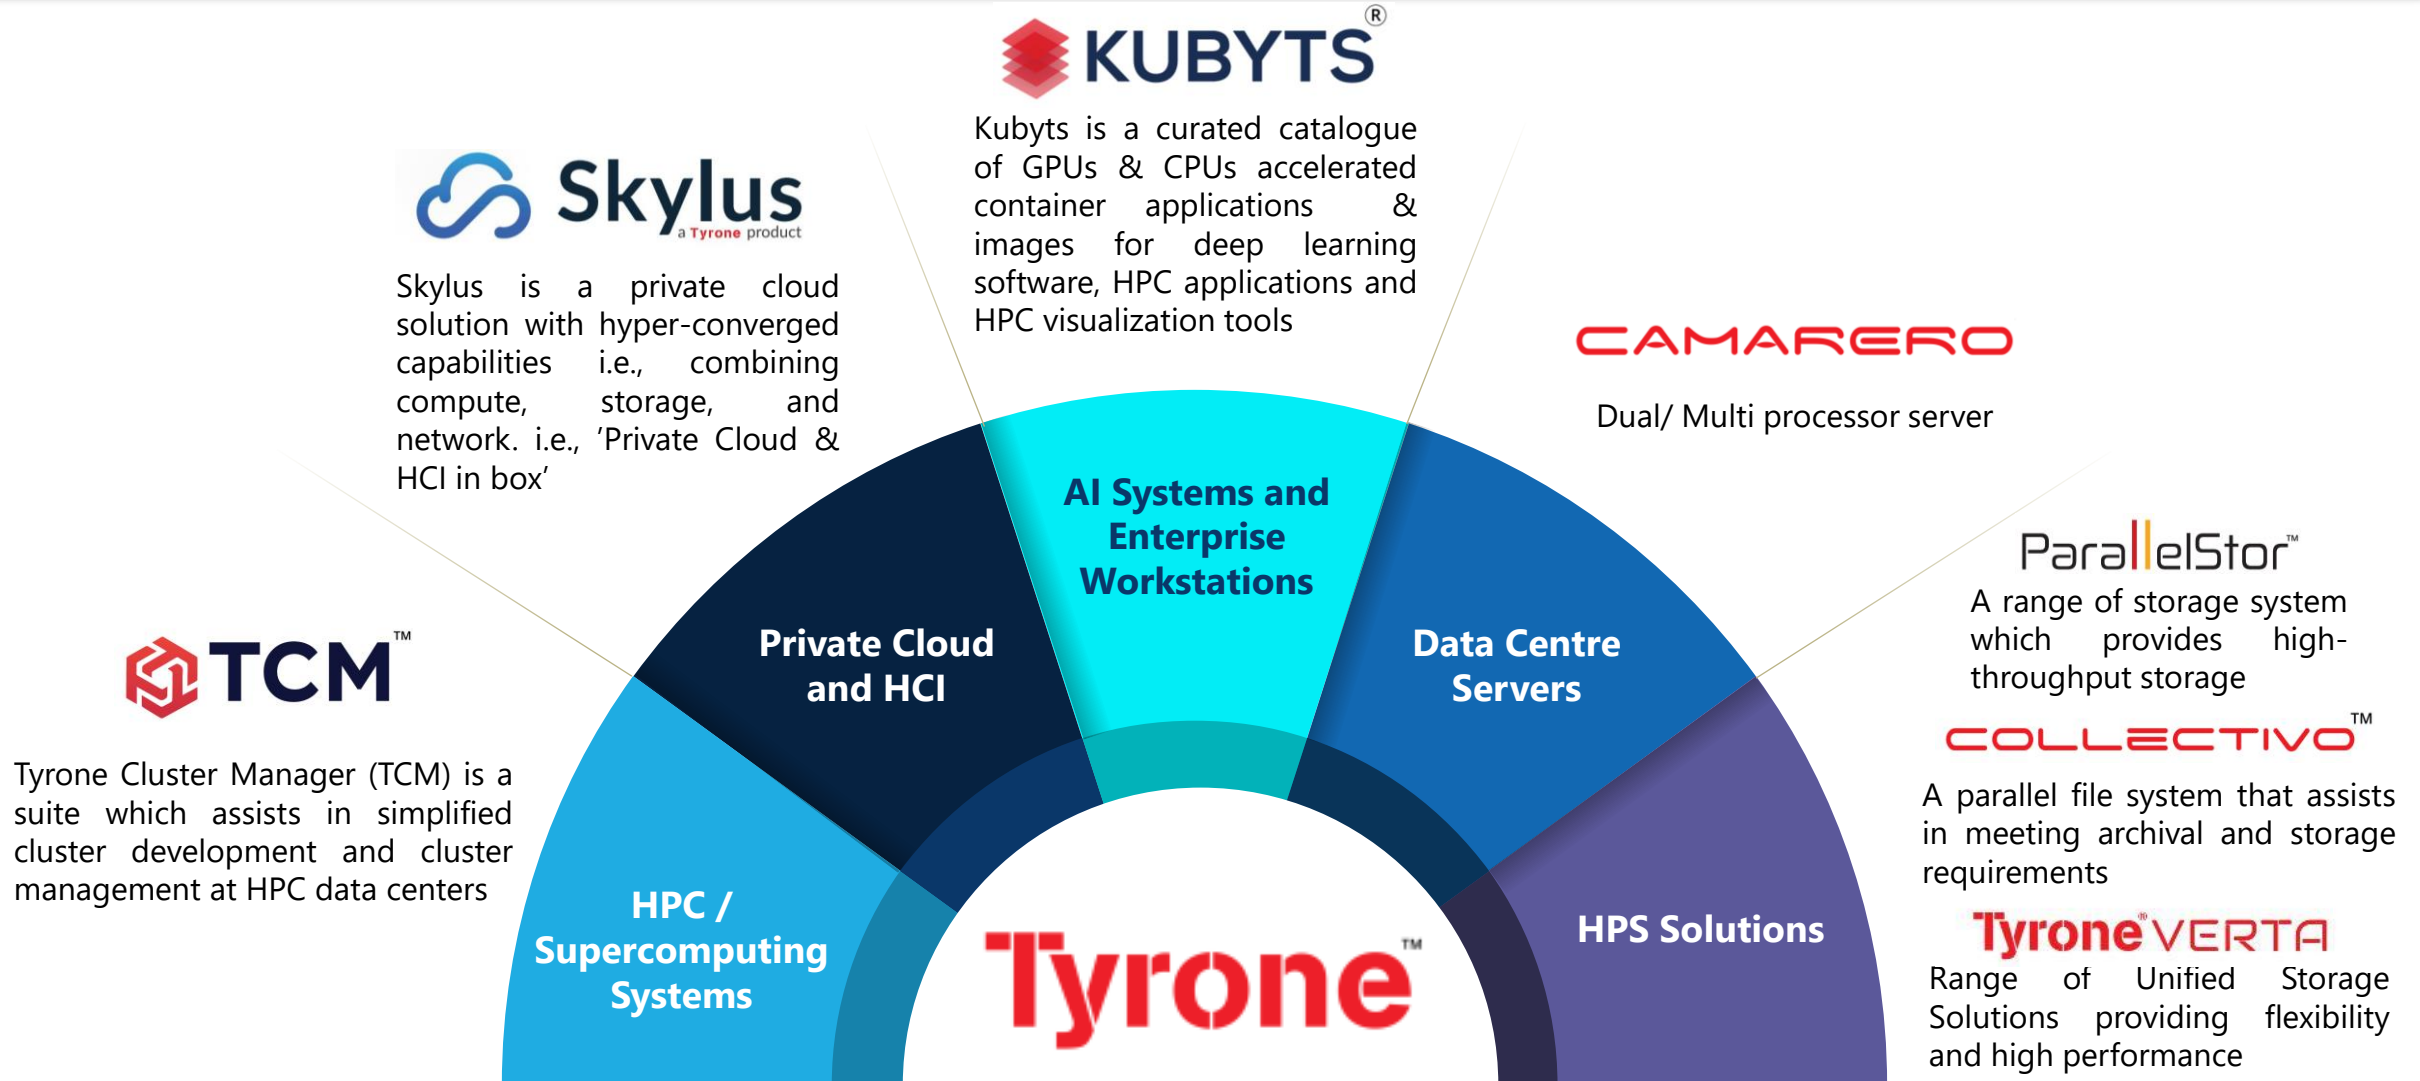 KUBYTS®
Kubyts is a curated catalogue
of GPUs & CPUs accelerated
container applications &
images for deep learning
software, HPC applications and
HPC visualization tools
Skylus
a Tyrone product
Skylus is a private cloud
solution with hyper-converged
capabilities i.e., combining
compute, storage, and
network. i.e., ’Private Cloud &
HCI in box’
CAMARERO
Dual/ Multi processor server
TCM™
Tyrone Cluster Manager (TCM) is a
suite which assists in simplified
cluster development and cluster
management at HPC data centers
ParallelStor™
A range of storage system
which provides high-
throughput storage
COLLECTIVO™
A parallel file system that assists
in meeting archival and storage
requirements
Tyrone® VERTA
Range of Unified Storage
Solutions providing flexibility
and high performance
HPC /
Supercomputing
Systems
Private Cloud
and HCI
AI Systems and
Enterprise
Workstations
Data Centre
Servers
HPS Solutions
Tyrone™